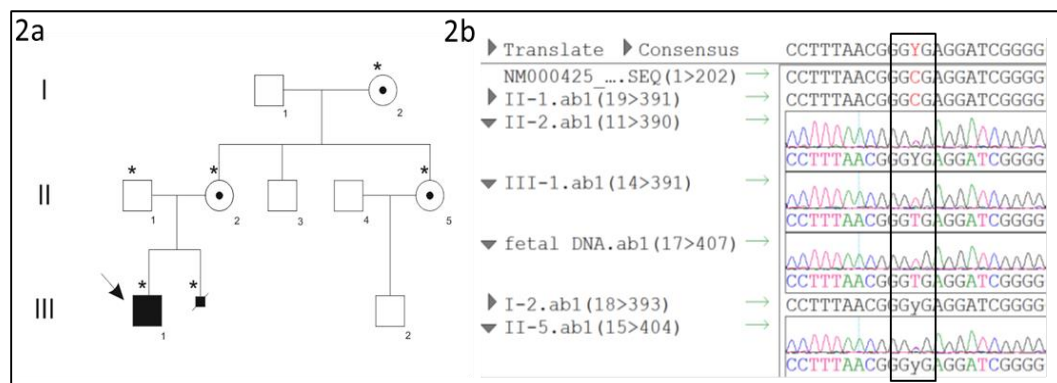 2a
I
*
1
2
II
*
*
*
1
2
3
4
5
III
*
*
1
2
2b
Translate Consensus CCTTTAACGGGYGAGGATCGGGG
NM000425_....SEQ(1>202) → CCTTTAACGGGCGAGGATCGGGG
II-1.ab1(19>391) → CCTTTAACGGGCGAGGATCGGGG
II-2.ab1(11>390) →
CCTTTAACGGGYGAGGATCGGGG
III-1.ab1(14>391) →
CCTTTAACGGGTGAGGATCGGGG
fetal DNA.ab1(17>407) →
CCTTTAACGGGTGAGGATCGGGG
I-2.ab1(18>393) → CCTTTAACGGGyGAGGATCGGGG
II-5.ab1(15>404) →
CCTTTAACGGGyGAGGATCGGGG